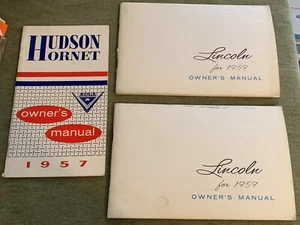 HUDSON
HORNET
owner's
manual
1957
Lincoln
for 1959
OWNER'S MANUAL
Lincoln
for 1959
OWNER'S MANUAL